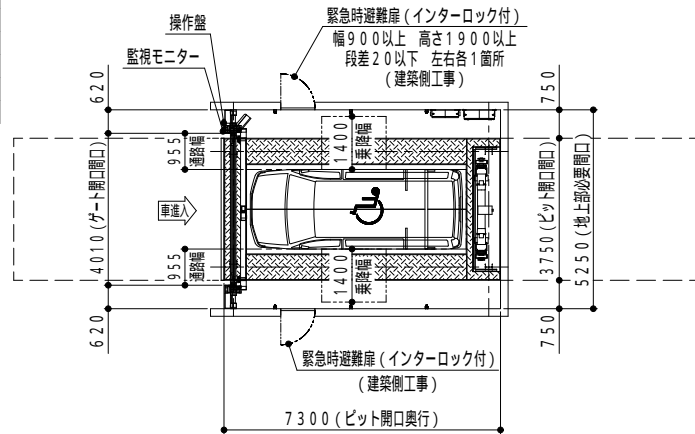 操作盤
監視モニター
緊急時避難扉(インターロック付)
幅900以上 高さ1900以上
段差20以下 左右各1箇所
(建築側工事)
620
4010(ゲート開口間口)
620
955
通路幅
955
通路幅
車進入
1400
乗降幅
1400
乗降幅
750
3750(ピット開口間口)
750
5250(地上部必要間口)
緊急時避難扉(インターロック付)
(建築側工事)
7300(ピット開口奥行)